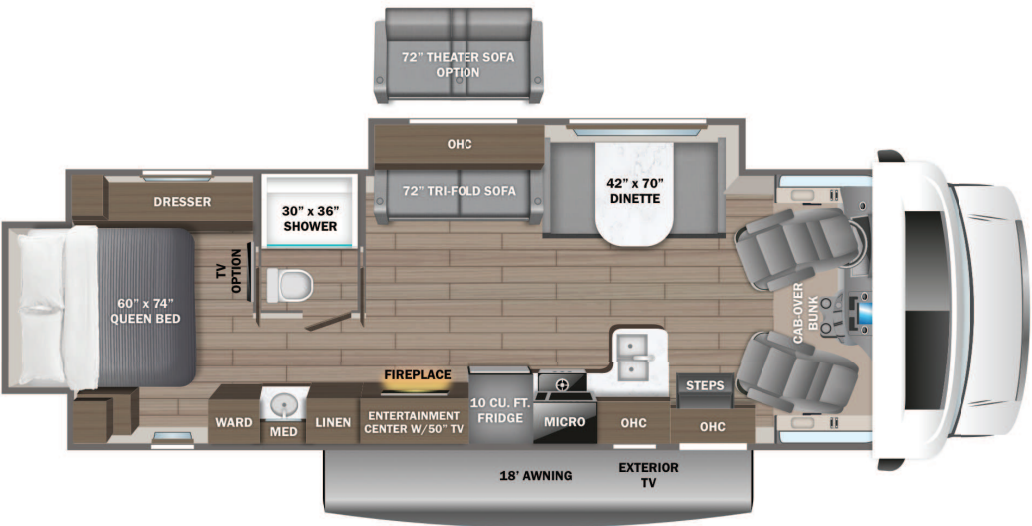 72" THEATER SOFA
OPTION
OHC
72" TRI-FOLD SOFA
42" x 70"
DINETTE
DRESSER
30" x 36"
SHOWER
TV
OPTION
60" x 74"
QUEEN BED
CAB-OVER
BUNK
FIREPLACE
WARD
MED
LINEN
ENTERTAINMENT
CENTER W/50" TV
10 CU. FT.
FRIDGE
MICRO
OHC
STEPS
OHC
18' AWNING
EXTERIOR
TV